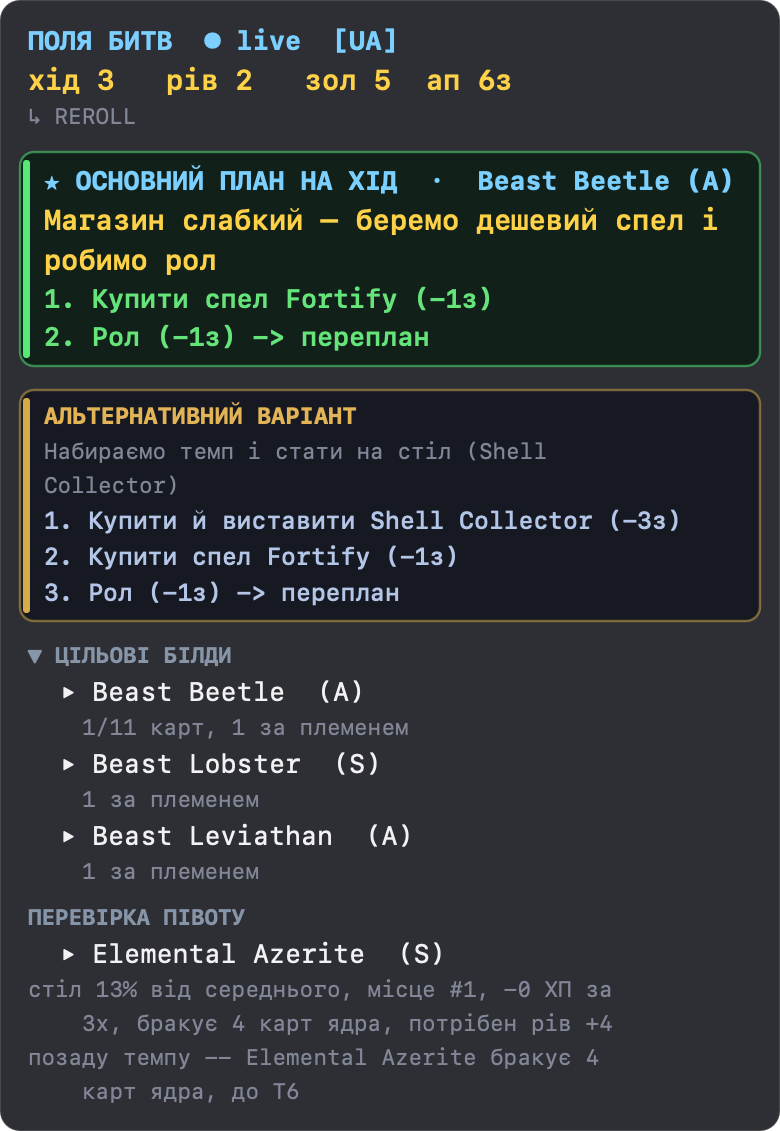 ПОЛЯ БИТВ ● live [UA]
хід 3 рів 2 зол 5 ап 6з
↳ REROLL
★ ОСНОВНИЙ ПЛАН НА ХІД · Beast Beetle (A)
Магазин слабкий — беремо дешевий спел і
робимо рол
1. Купити спел Fortify (−1з)
2. Рол (−1з) −> переплан
АЛЬТЕРНАТИВНИЙ ВАРІАНТ
Набираємо темп і стати на стіл (Shell
Collector)
1. Купити й виставити Shell Collector (−3з)
2. Купити спел Fortify (−1з)
3. Рол (−1з) −> переплан
▼ ЦІЛЬОВІ БІЛДИ
▸ Beast Beetle (A)
1/11 карт, 1 за племенем
▸ Beast Lobster (S)
1 за племенем
▸ Beast Leviathan (A)
1 за племенем
ПЕРЕВІРКА ПІВОТУ
▸ Elemental Azerite (S)
стіл 13% від середнього, місце #1, −0 ХП за
3х, бракує 4 карт ядра, потрібен рів +4
позаду темпу −− Elemental Azerite бракує 4
карт ядра, до Т6